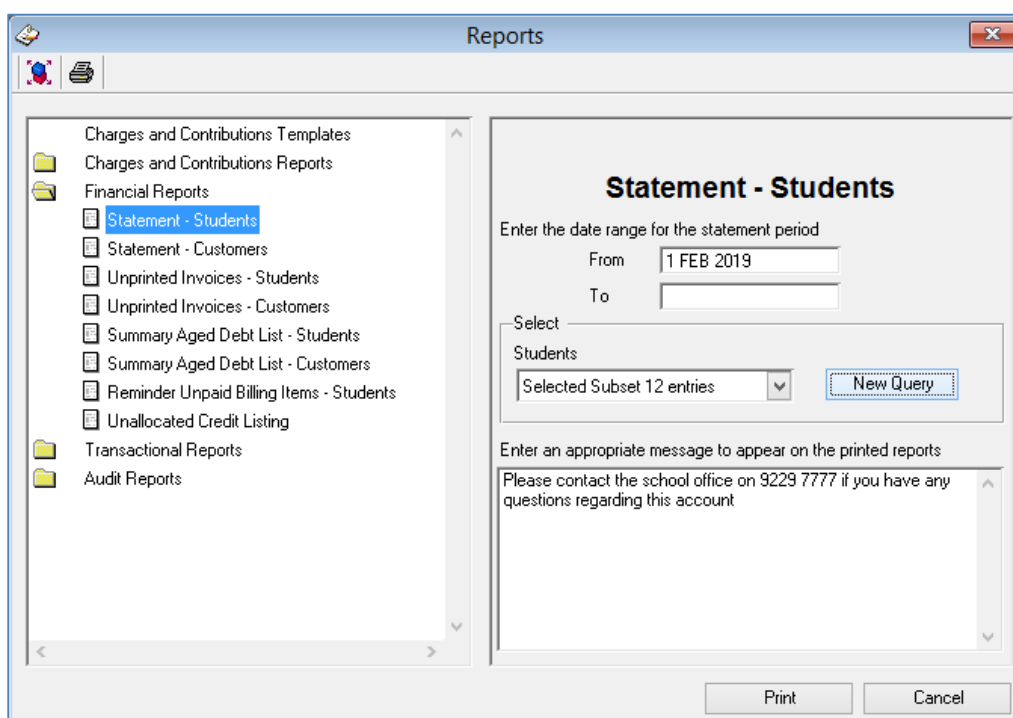 Reports
Charges and Contributions Templates
Charges and Contributions Reports
Financial Reports
Statement - Students
Statement - Customers
Unprinted Invoices - Students
Unprinted Invoices - Customers
Summary Aged Debt List - Students
Summary Aged Debt List - Customers
Reminder Unpaid Billing Items - Students
Unallocated Credit Listing
Transactional Reports
Audit Reports
Statement - Students
Enter the date range for the statement period
From 1 FEB 2019
To
Select
Students
Selected Subset 12 entries New Query
Enter an appropriate message to appear on the printed reports
Please contact the school office on 9229 7777 if you have any
questions regarding this account
Print Cancel